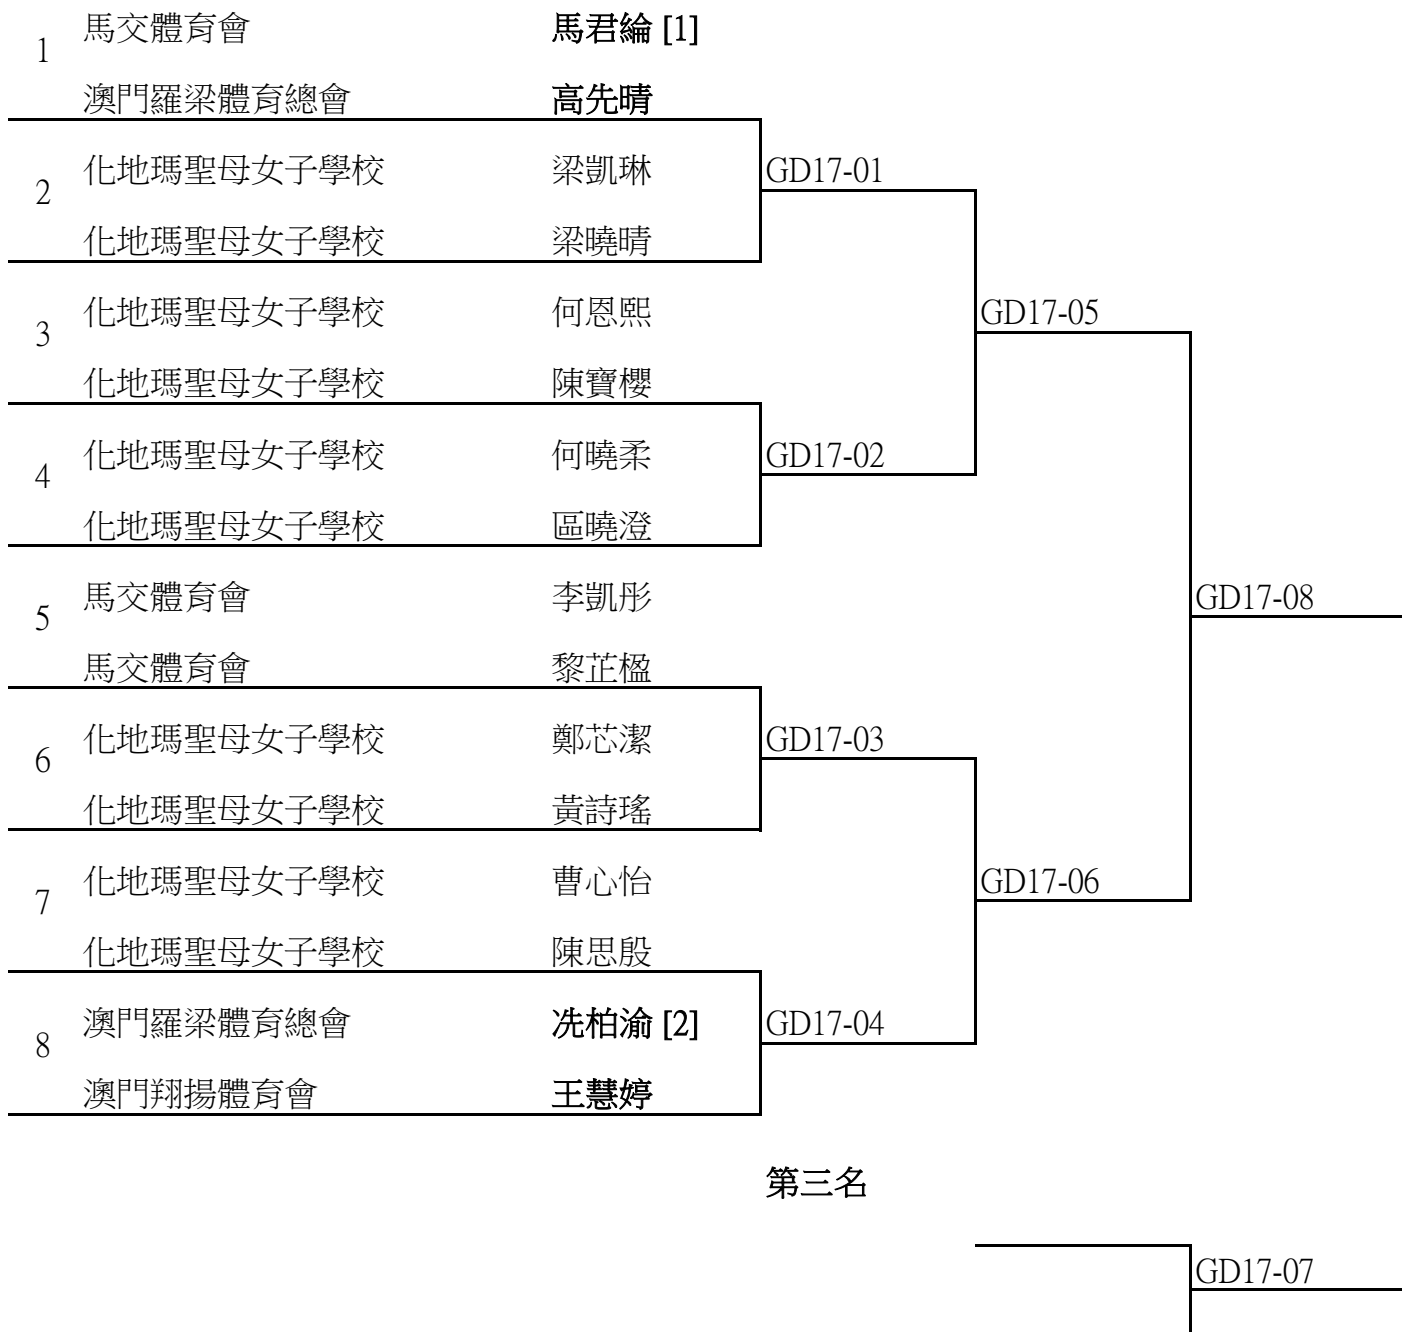 馬交體育會 馬君綸 [1]
1
澳門羅梁體育總會 高先晴
化地瑪聖母女子學校 梁凱琳 GD17-01
2
化地瑪聖母女子學校 梁曉晴
化地瑪聖母女子學校 何恩熙 GD17-05
3
化地瑪聖母女子學校 陳寶櫻
化地瑪聖母女子學校 何曉柔 GD17-02
4
化地瑪聖母女子學校 區曉澄
馬交體育會 李凱彤 GD17-08
5
馬交體育會 黎芷楹
化地瑪聖母女子學校 鄭芯潔 GD17-03
6
化地瑪聖母女子學校 黃詩瑤
化地瑪聖母女子學校 曹心怡 GD17-06
7
化地瑪聖母女子學校 陳思殷
澳門羅梁體育總會 冼柏渝 [2] GD17-04
8
澳門翔揚體育會 王慧婷
第三名
GD17-07